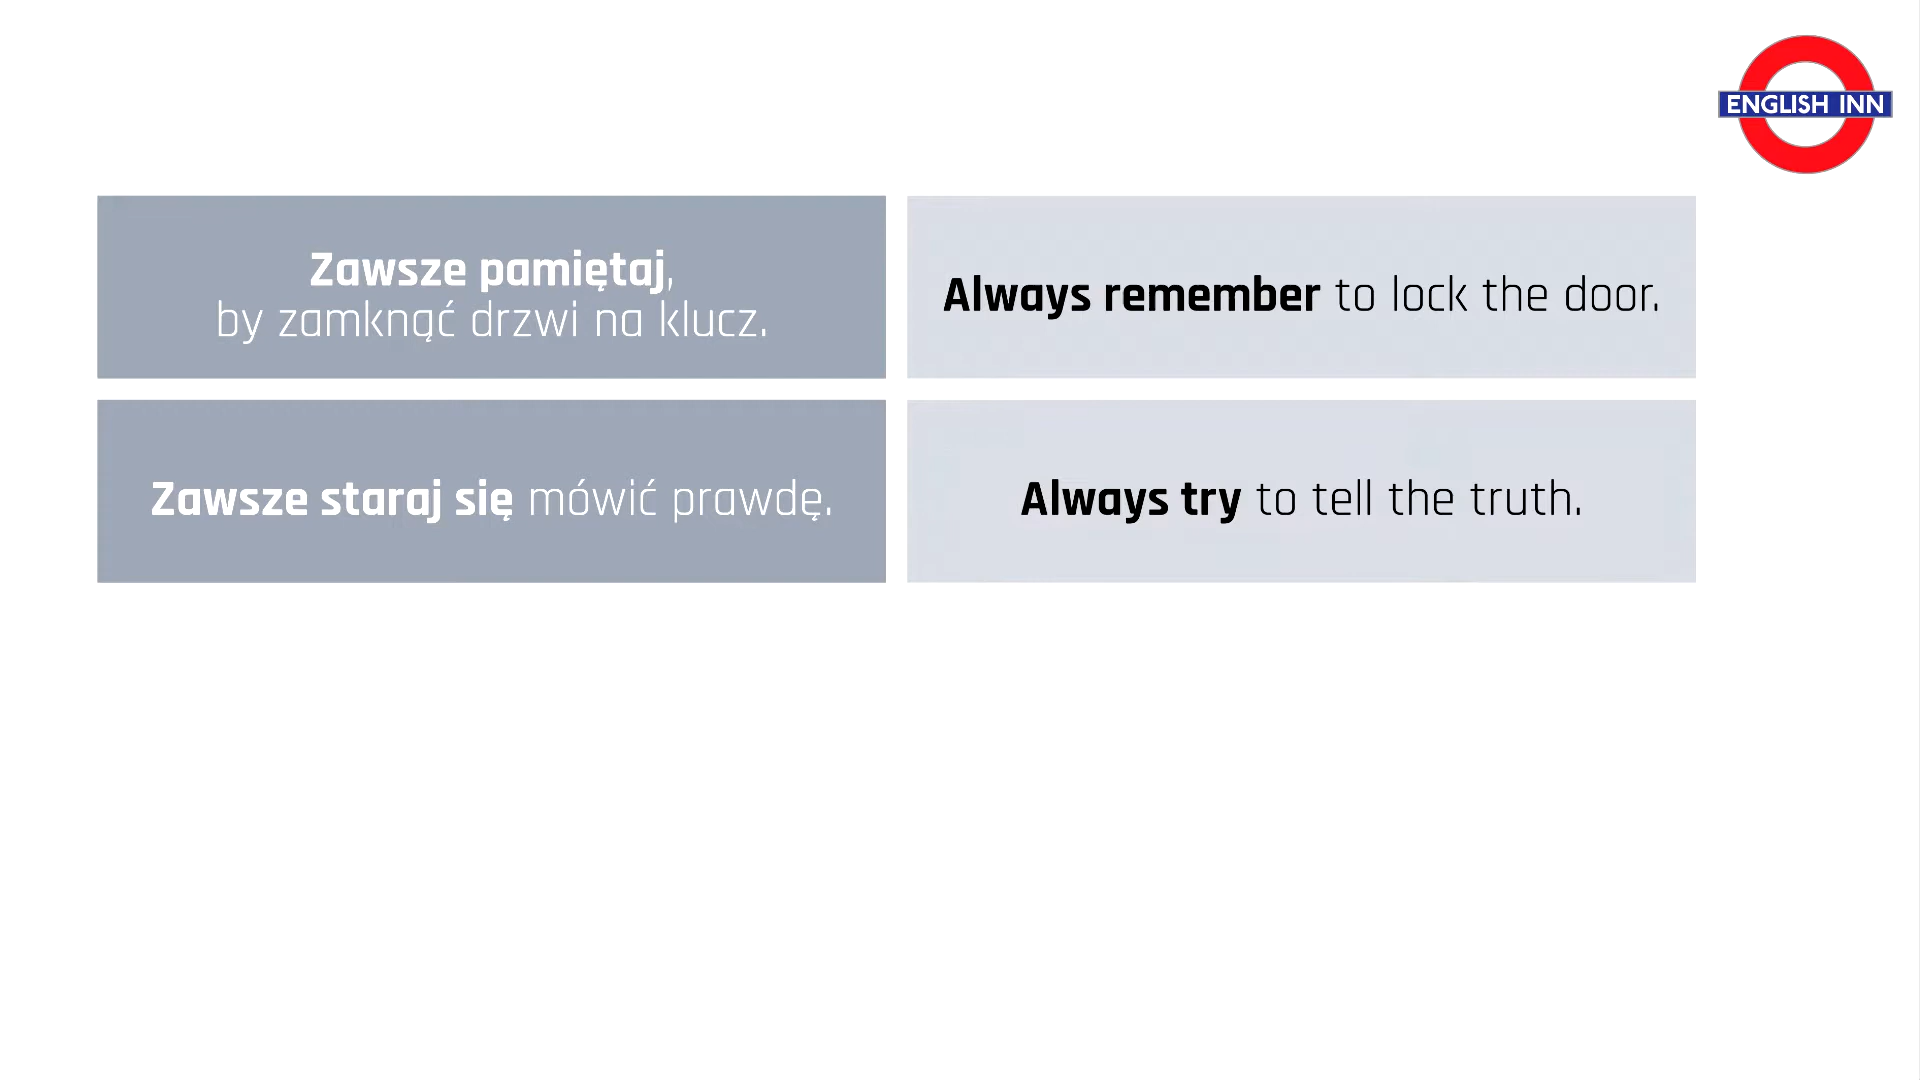 ENGLISH INN
Zawsze pamiętaj,
by zamknąć drzwi na klucz.
Always remember to lock the door.
Zawsze staraj się mówić prawdę.
Always try to tell the truth.